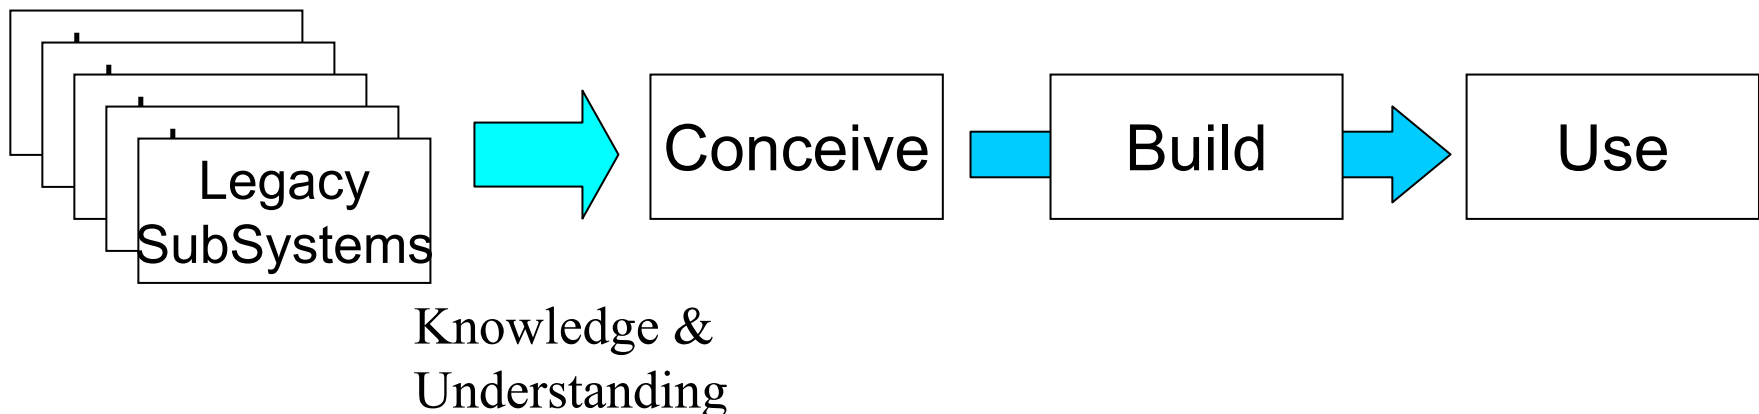 Legacy
SubSystems
Conceive
Build
Use
Knowledge &
Understanding